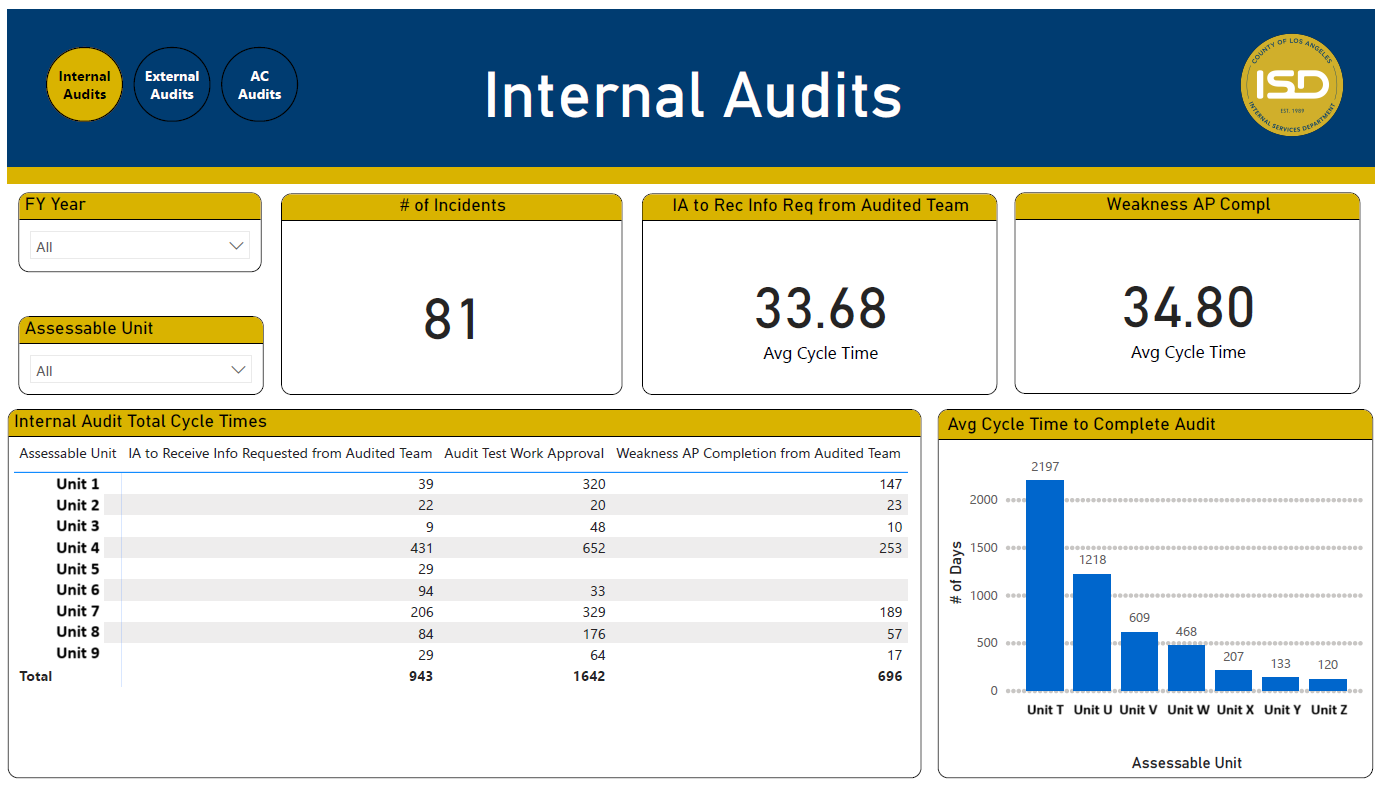 Internal Audits
External Audits
AC Audits
Internal Audits
COUNTY OF LOS ANGELES
ISD
EST. 1989
INTERNAL SERVICES DEPARTMENT
FY Year
All
Assessable Unit
All
# of Incidents
81
IA to Rec Info Req from Audited Team
33.68
Avg Cycle Time
Weakness AP Compl
34.80
Avg Cycle Time
Internal Audit Total Cycle Times
Assessable Unit IA to Receive Info Requested from Audited Team Audit Test Work Approval Weakness AP Completion from Audited Team
Unit 1 39 320 147
Unit 2 22 20 23
Unit 3 9 48 10
Unit 4 431 652 253
Unit 5 29
Unit 6 94 33
Unit 7 206 329 189
Unit 8 84 176 57
Unit 9 29 64 17
Total 943 1642 696
Avg Cycle Time to Complete Audit
# of Days
2000
1500
1000
500
0
2197
1218
609
468
207
133
120
Unit T Unit U Unit V Unit W Unit X Unit Y Unit Z
Assessable Unit